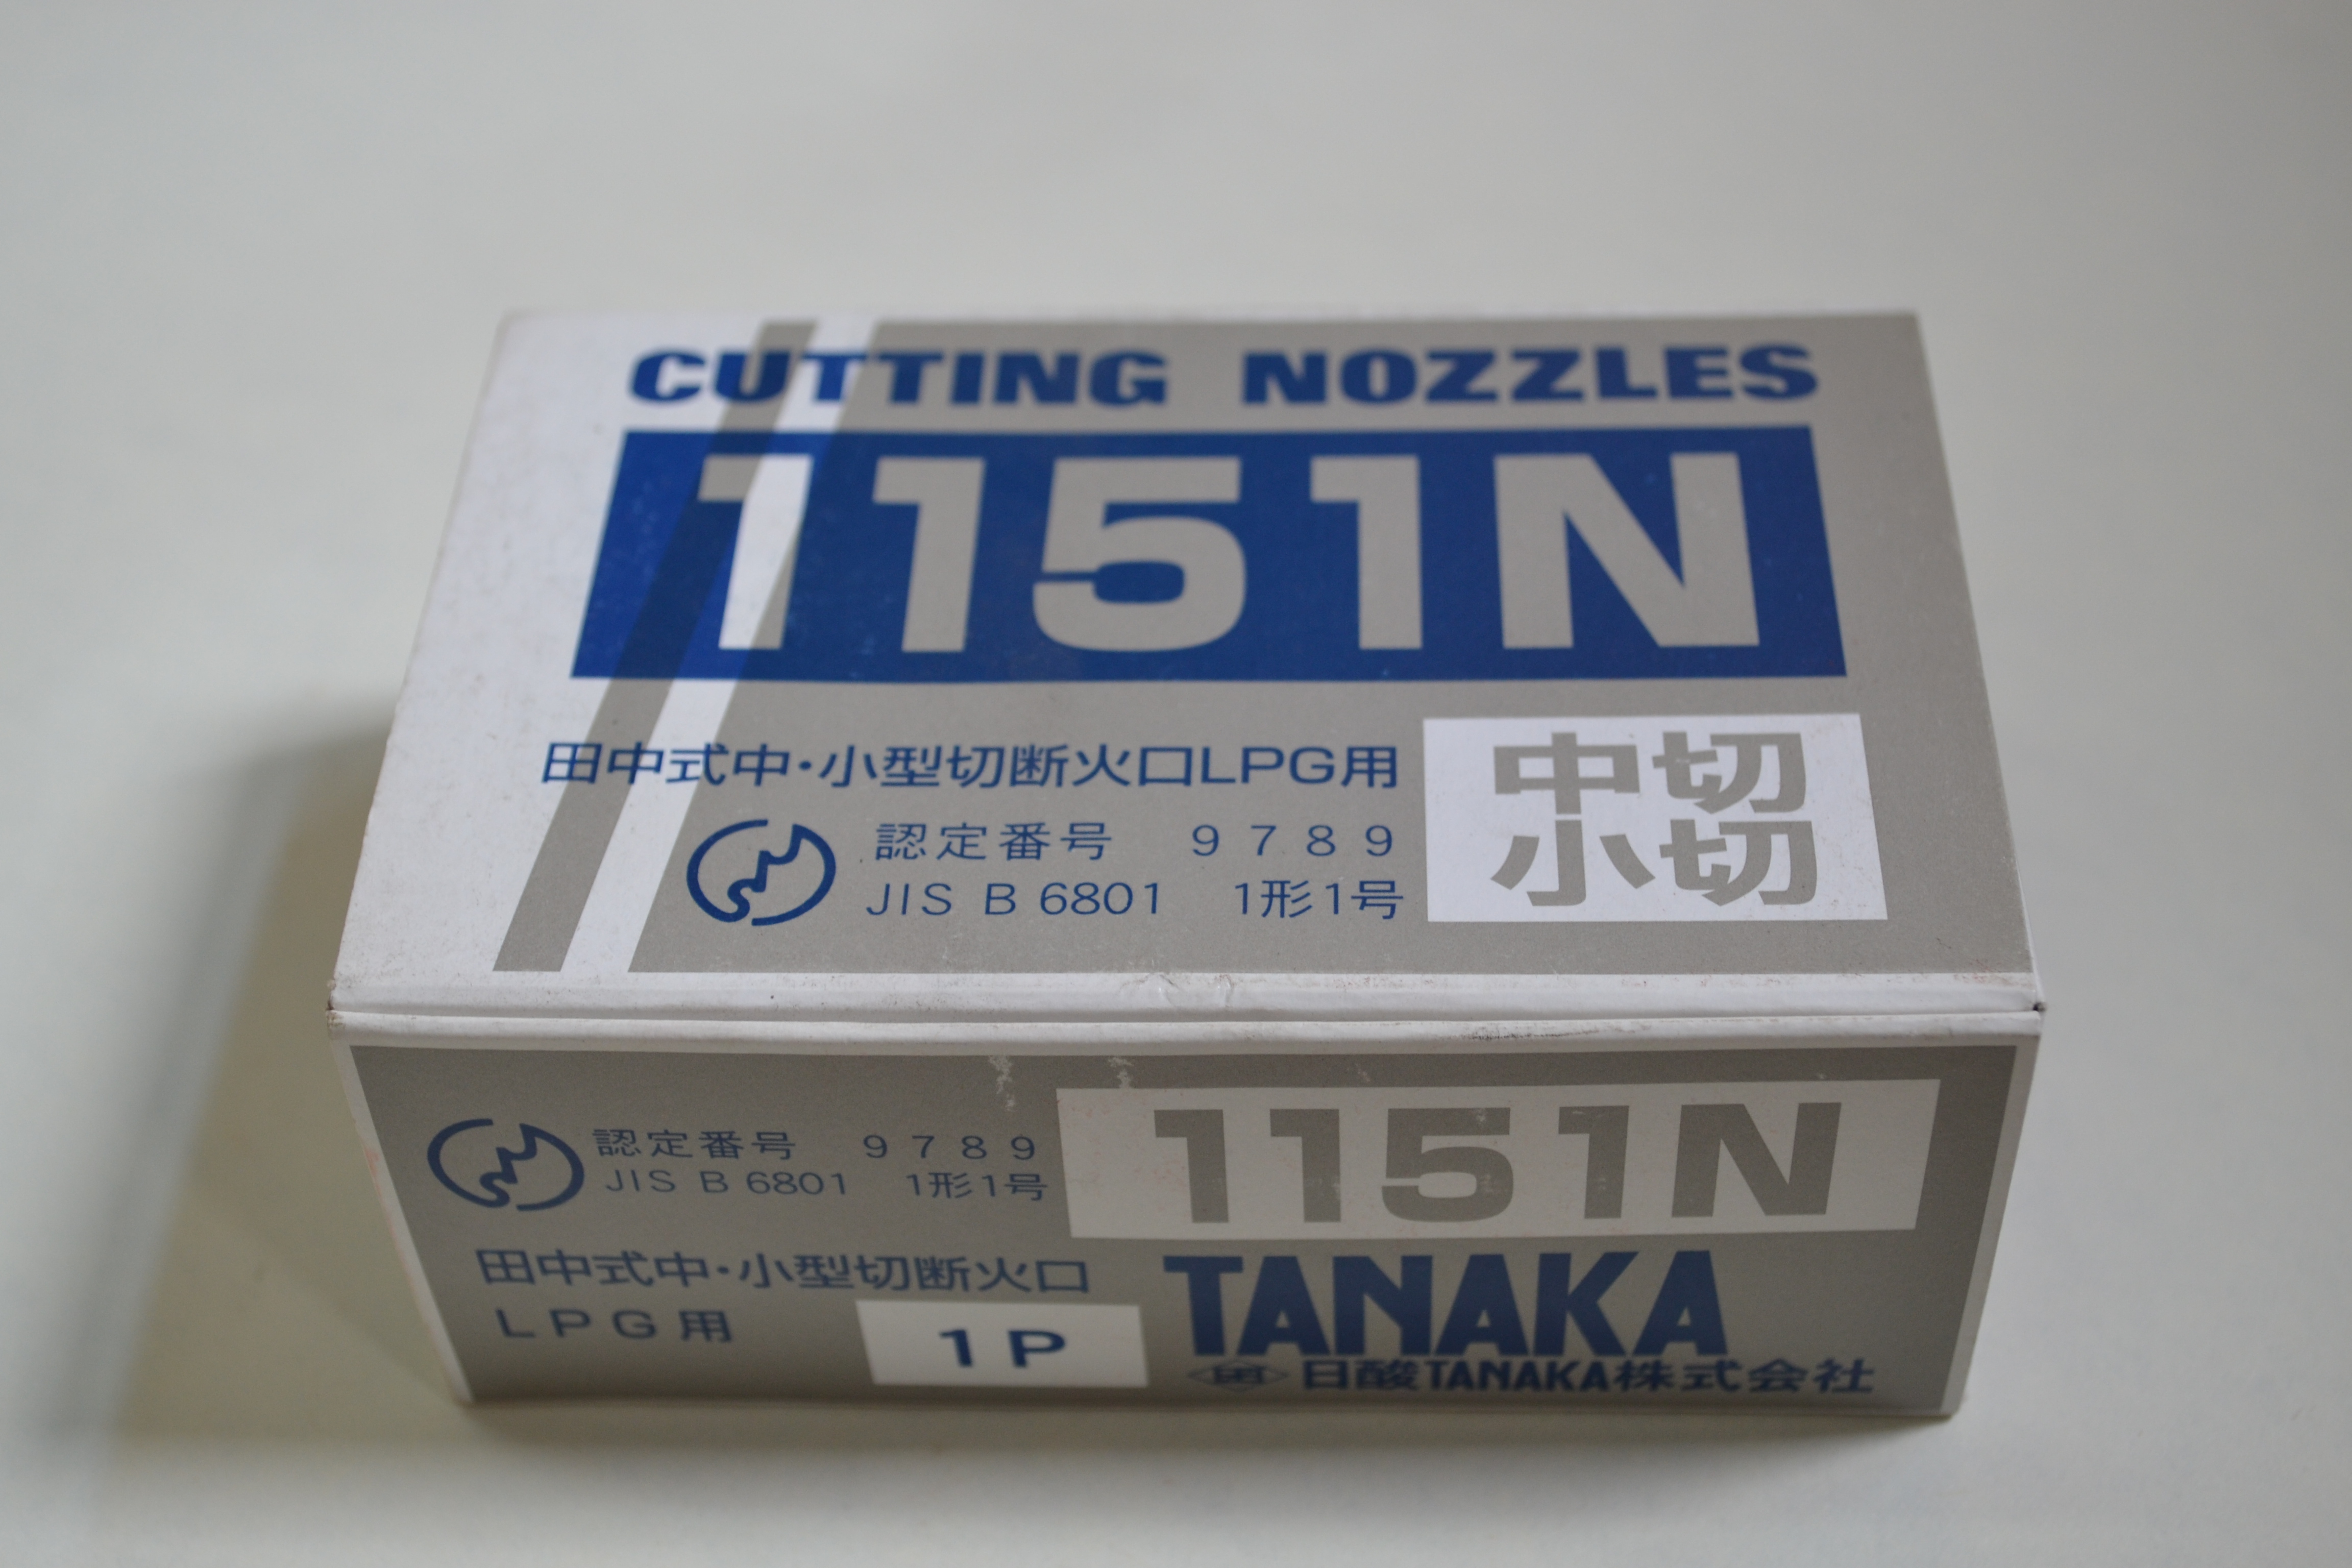 CUTTING NOZZLES
1151N
田中式中・小型切断火口LPG用
認定番号 9789
JIS B 6801 1形1号
中切
小切
認定番号 9789
JIS B 6801 1形1号
1151N
田中式中・小型切断火口
LPG用
1P
TANAKA
日酸TANAKA株式会社